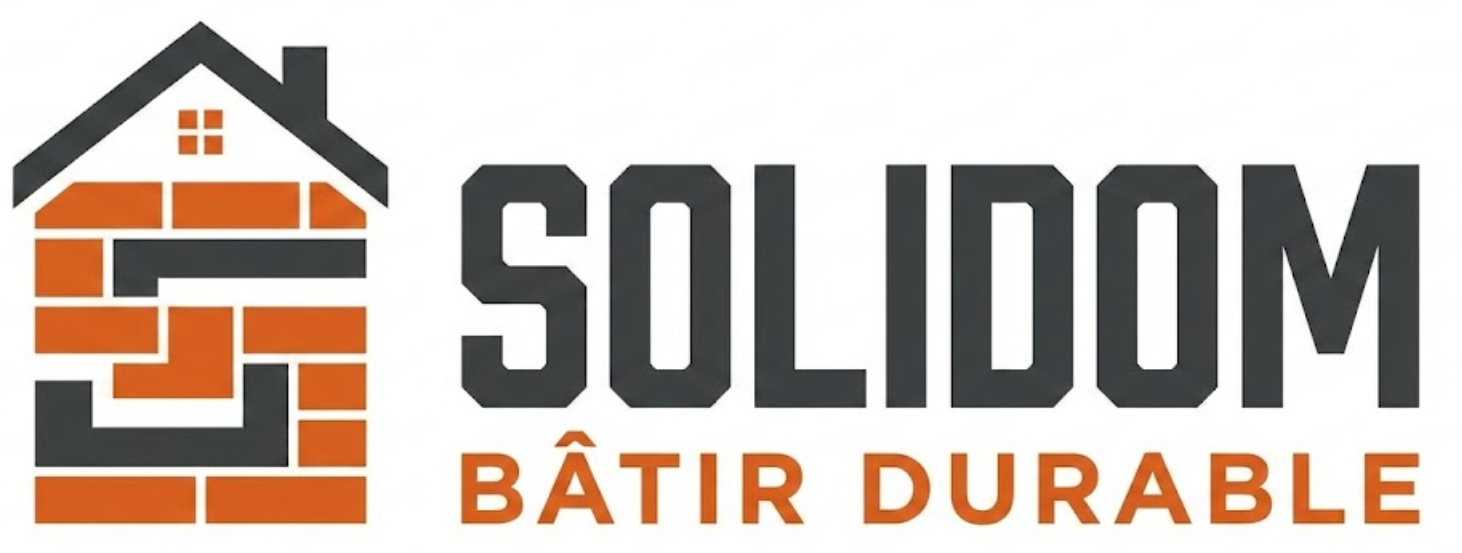 SOLIDOM
BÂTIR DURABLE